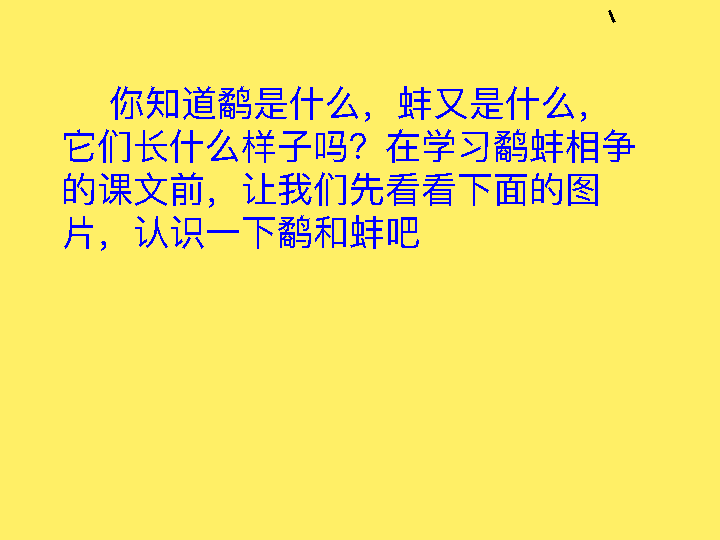 你知道鹬是什么，蚌又是什么，
它们长什么样子吗？在学习鹬蚌相争
的课文前，让我们先看看下面的图
片，认识一下鹬和蚌吧